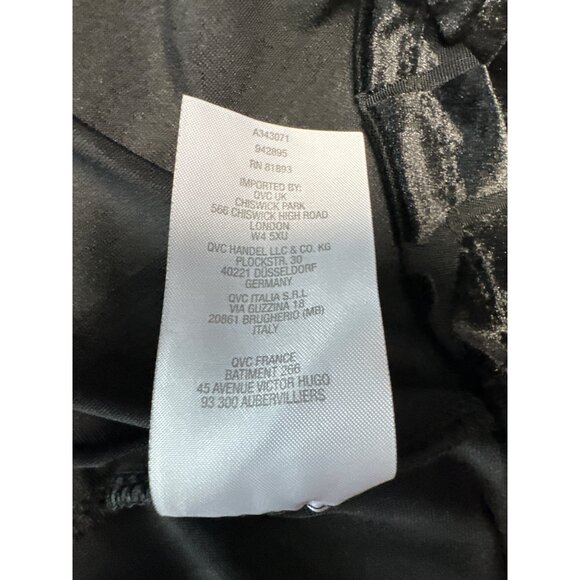 A343071
942895
RN 81893
IMPORTED BY:
QVC UK
CHISWICK PARK
566 CHISWICK HIGH ROAD
LONDON
W4 5XU
QVC HANDEL LLC & CO. KG
PLOCKSTR. 30
40221 DÜSSELDORF
GERMANY
QVC ITALIA S.R.L
VIA GUZZINA 18
20861 BRUGHERIO (MB)
ITALY
QVC FRANCE
BATIMENT 266
45 AVENUE VICTOR HUGO
93 300 AUBERVILLIERS